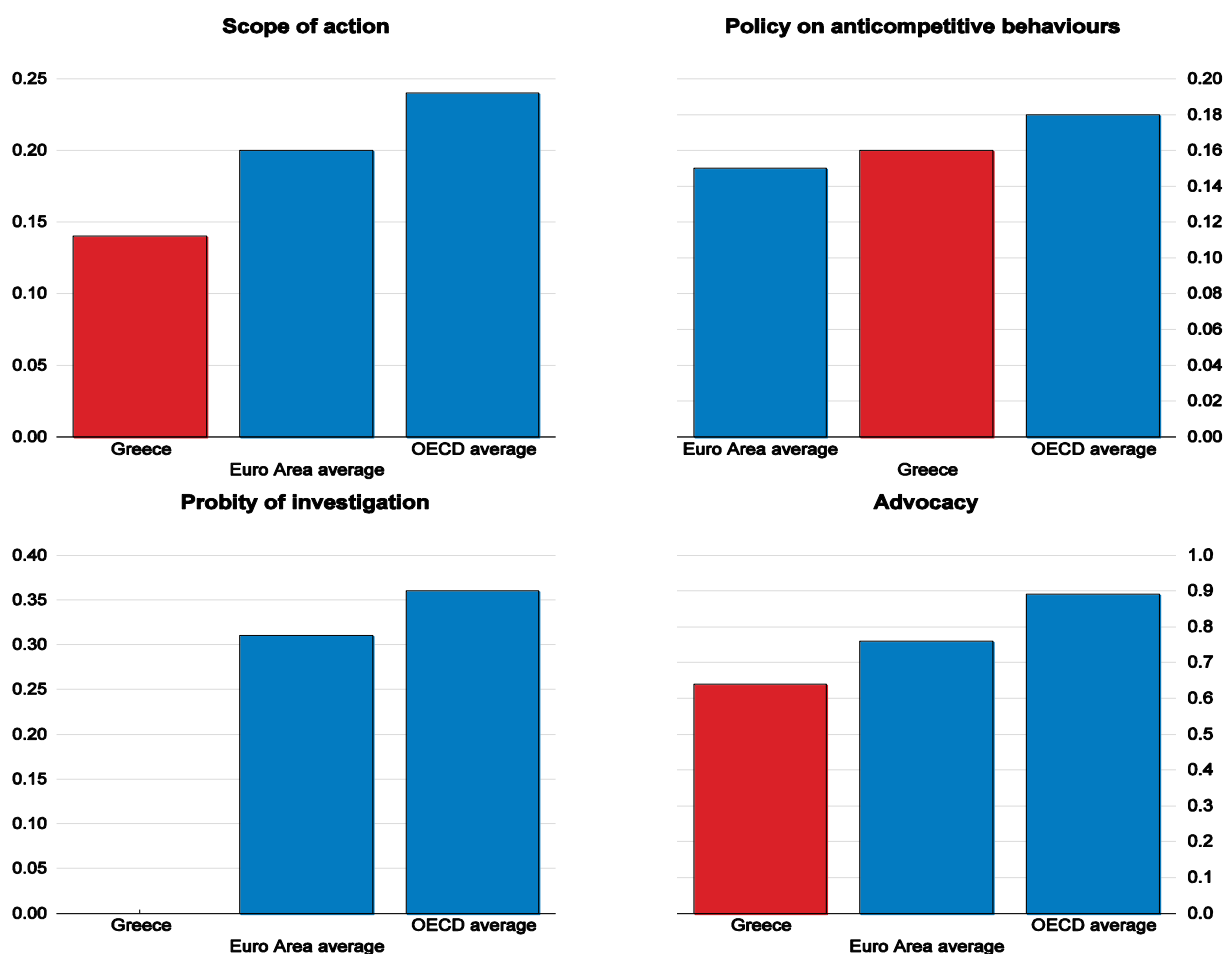 Scope of action
0.25
0.20
0.15
0.10
0.05
0.00
Greece
Euro Area average
OECD average
Policy on anticompetitive behaviours
0.20
0.18
0.16
0.14
0.12
0.10
0.08
0.06
0.04
0.02
0.00
Euro Area average
Greece
OECD average
Probity of investigation
0.40
0.35
0.30
0.25
0.20
0.15
0.10
0.05
0.00
Greece
Euro Area average
OECD average
Advocacy
1.0
0.9
0.8
0.7
0.6
0.5
0.4
0.3
0.2
0.1
0.0
Greece
Euro Area average
OECD average